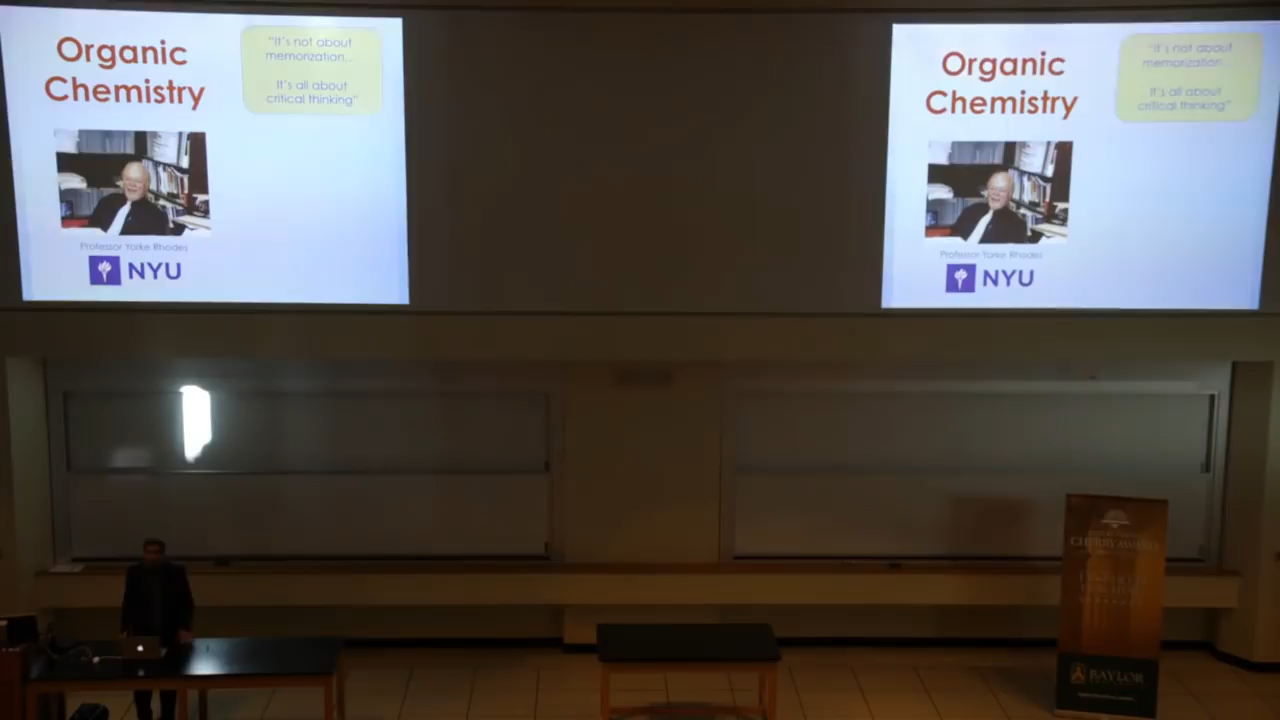 Organic
Chemistry
"It's not about
memorization...
It's all about
critical thinking"
Professor Yorke Rhodes
NYU
Organic
Chemistry
"It's not about
memorization...
It's all about
critical thinking"
Professor Yorke Rhodes
NYU
CHERRY AWARD
BAYLOR